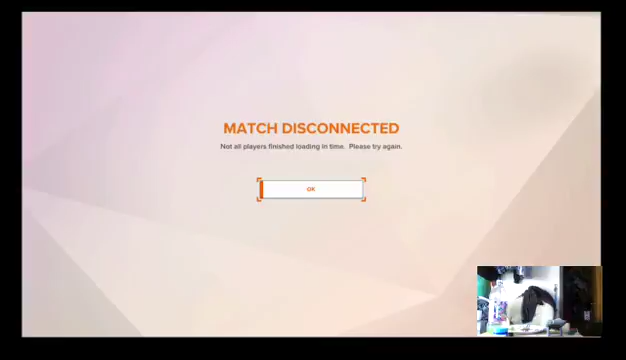 MATCH DISCONNECTED
Not all players finished loading in time. Please try again.
OK